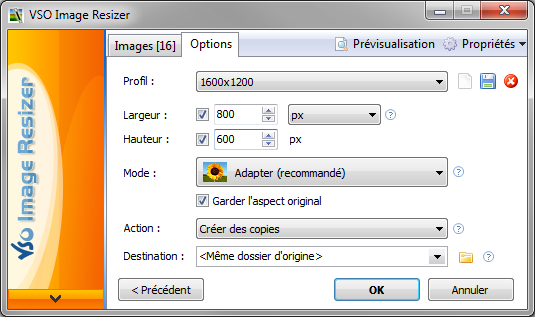 VSO Image Resizer
Images [16] Options Prévisualisation Propriétés
Profil : 1600x1200
Largeur : 800 px ?
Hauteur : 600 px
Mode : Adapter (recommandé) ?
Garder l'aspect original
Action : Créer des copies ?
Destination : <Même dossier d'origine> ?
< Précédent OK Annuler
VSO Image Resizer